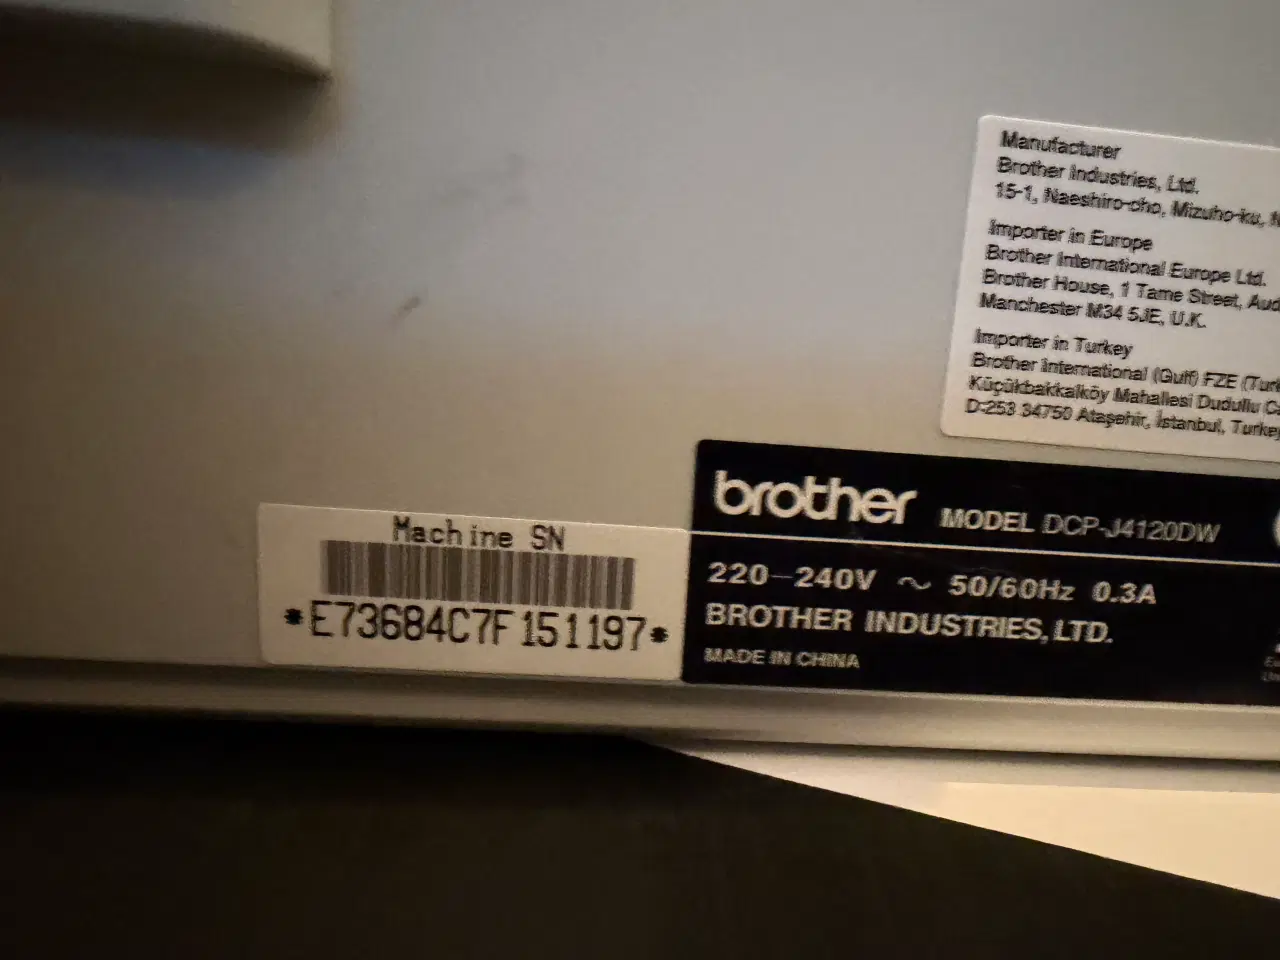 Manufacturer
Brother Industries, Ltd.
15-1, Naeshiro-cho, Mizuho-ku,
Importer in Europe
Brother International Europe Ltd.
Brother House, 1 Tame Street,
Manchester M34 5JE, U.K.
Importer in Turkey
Brother International (Gulf) FZE
Küçükbakkalköy Mahallesi Dudullu
D:253 34750 Ataşehir, İstanbul, Turkey
brother MODEL DCP-J4120DW
220-240V ~ 50/60Hz 0.3A
BROTHER INDUSTRIES, LTD.
MADE IN CHINA
Machine SN
*E73684C7F151197*